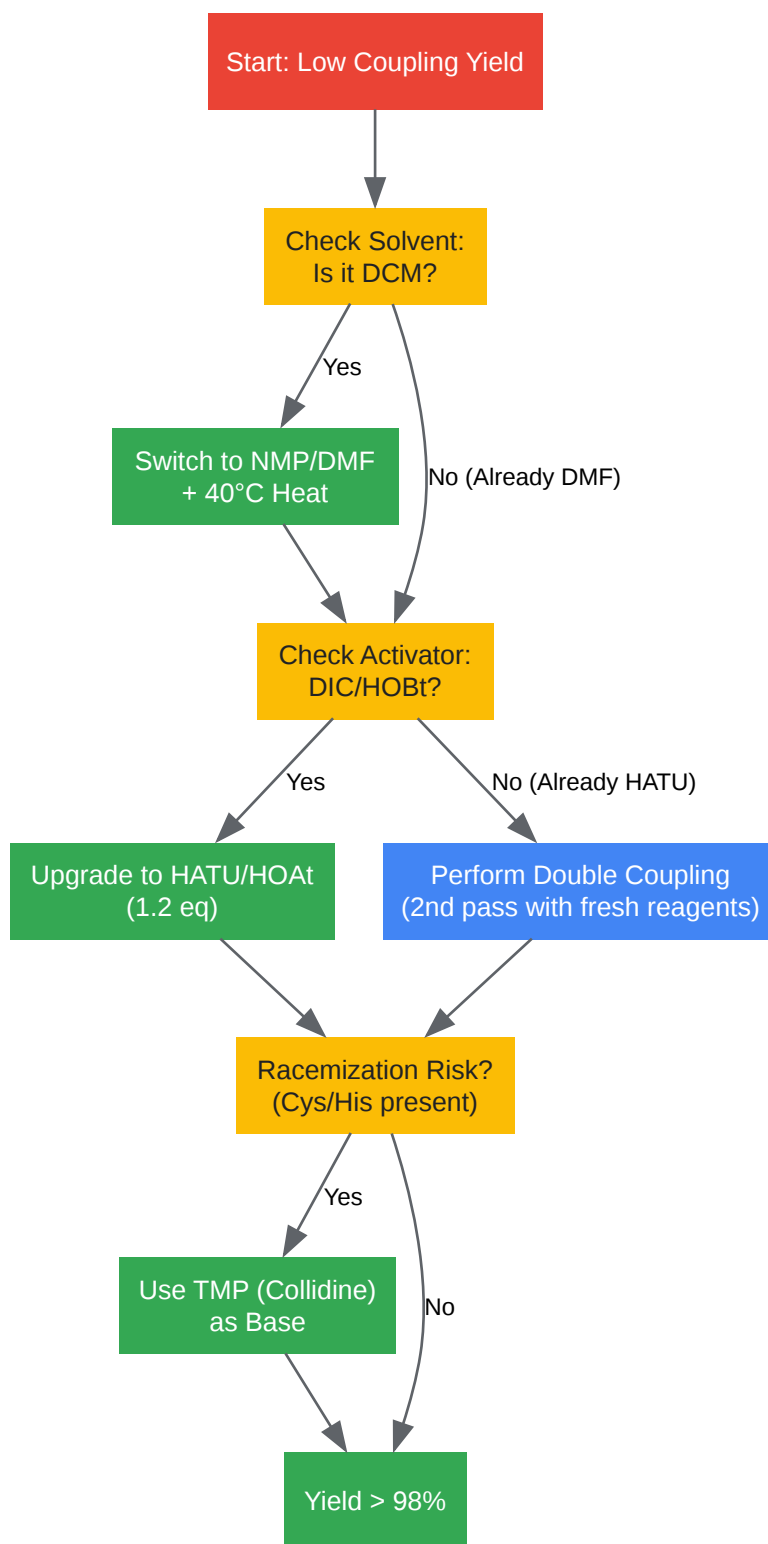 Start: Low Coupling Yield
Check Solvent:
Is it DCM?
Yes
Switch to NMP/DMF
+ 40°C Heat
No (Already DMF)
Check Activator:
DIC/HOBt?
Yes
No (Already HATU)
Upgrade to HATU/HOAt
(1.2 eq)
Perform Double Coupling
(2nd pass with fresh reagents)
Racemization Risk?
(Cys/His present)
Yes
Use TMP (Collidine)
as Base
No
Yield > 98%